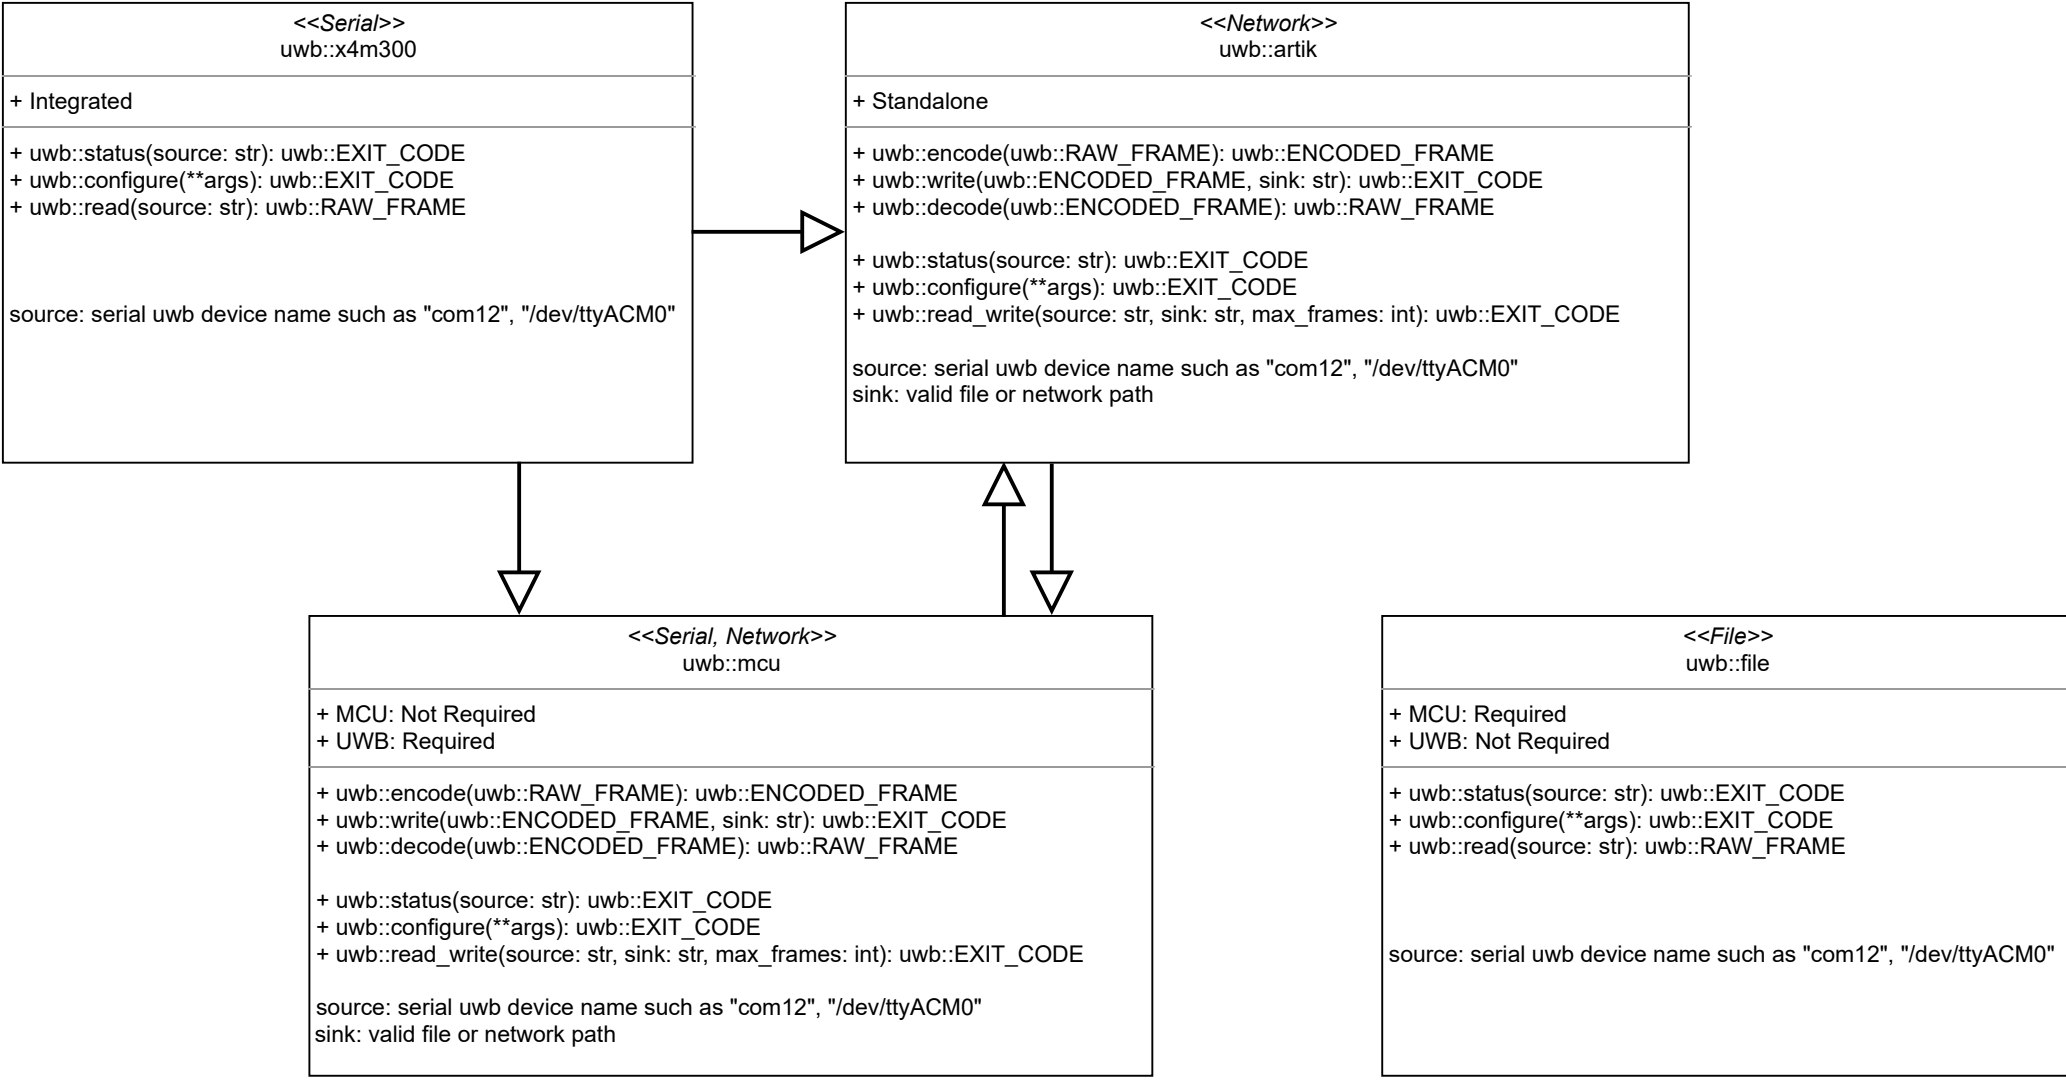 <<Serial>>
uwb::x4m300
+ Integrated
+ uwb::status(source: str): uwb::EXIT_CODE
+ uwb::configure(**args): uwb::EXIT_CODE
+ uwb::read(source: str): uwb::RAW_FRAME
source: serial uwb device name such as "com12", "/dev/ttyACM0"
<<Network>>
uwb::artik
+ Standalone
+ uwb::encode(uwb::RAW_FRAME): uwb::ENCODED_FRAME
+ uwb::write(uwb::ENCODED_FRAME, sink: str): uwb::EXIT_CODE
+ uwb::decode(uwb::ENCODED_FRAME): uwb::RAW_FRAME
+ uwb::status(source: str): uwb::EXIT_CODE
+ uwb::configure(**args): uwb::EXIT_CODE
+ uwb::read_write(source: str, sink: str, max_frames: int): uwb::EXIT_CODE
source: serial uwb device name such as "com12", "/dev/ttyACM0"
sink: valid file or network path
<<Serial, Network>>
uwb::mcu
+ MCU: Not Required
+ UWB: Required
+ uwb::encode(uwb::RAW_FRAME): uwb::ENCODED_FRAME
+ uwb::write(uwb::ENCODED_FRAME, sink: str): uwb::EXIT_CODE
+ uwb::decode(uwb::ENCODED_FRAME): uwb::RAW_FRAME
+ uwb::status(source: str): uwb::EXIT_CODE
+ uwb::configure(**args): uwb::EXIT_CODE
+ uwb::read_write(source: str, sink: str, max_frames: int): uwb::EXIT_CODE
source: serial uwb device name such as "com12", "/dev/ttyACM0"
sink: valid file or network path
<<File>>
uwb::file
+ MCU: Required
+ UWB: Not Required
+ uwb::status(source: str): uwb::EXIT_CODE
+ uwb::configure(**args): uwb::EXIT_CODE
+ uwb::read(source: str): uwb::RAW_FRAME
source: serial uwb device name such as "com12", "/dev/ttyACM0"